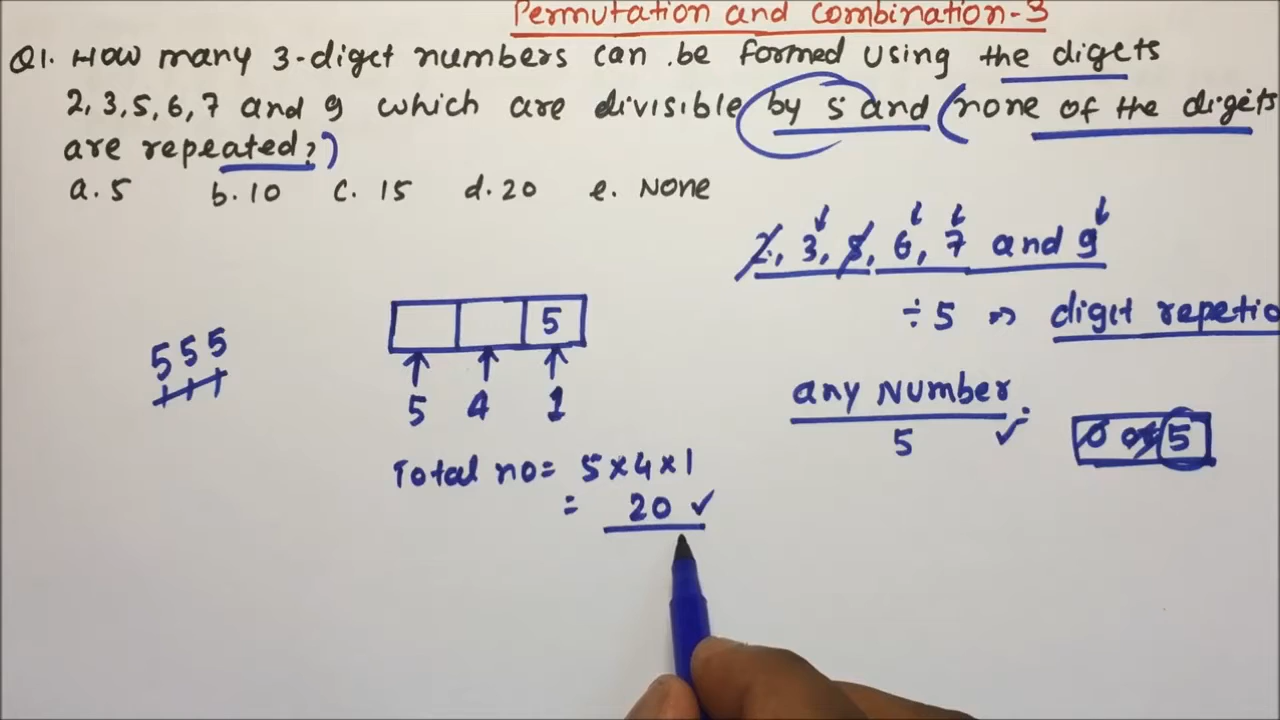 Permutation and Combination-3
Q1. How many 3-digit numbers can be formed using the digits
2, 3, 5, 6, 7 and 9 which are divisible by 5 and none of the digits
are repeated?
a. 5 b. 10 c. 15 d. 20 e. None
2, 3, 5, 6, 7 and 9
÷ 5 ⇒ digit repetio
5
555
5 4 1
any Number
5
0 or 5
Total no = 5 x 4 x 1
= 20 ✓